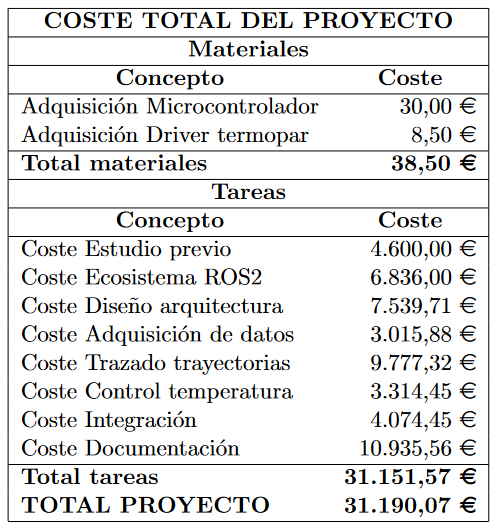 COSTE TOTAL DEL PROYECTO
Materiales
Concepto Coste
Adquisición Microcontrolador 30,00 €
Adquisición Driver termopar 8,50 €
Total materiales 38,50 €
Tareas
Concepto Coste
Coste Estudio previo 4.600,00 €
Coste Ecosistema ROS2 6.836,00 €
Coste Diseño arquitectura 7.539,71 €
Coste Adquisición de datos 3.015,88 €
Coste Trazado trayectorias 9.777,32 €
Coste Control temperatura 3.314,45 €
Coste Integración 4.074,45 €
Coste Documentación 10.935,56 €
Total tareas 31.151,57 €
TOTAL PROYECTO 31.190,07 €